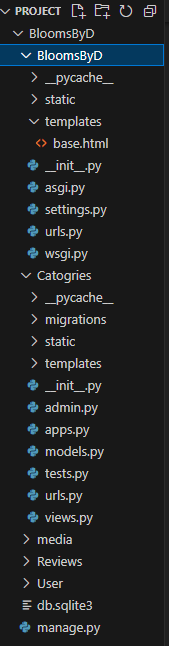 PROJECT
BloomsByD
BloomsByD
__pycache__
static
templates
base.html
__init__.py
asgi.py
settings.py
urls.py
wsgi.py
Catogries
__pycache__
migrations
static
templates
__init__.py
admin.py
apps.py
models.py
tests.py
urls.py
views.py
media
Reviews
User
db.sqlite3
manage.py